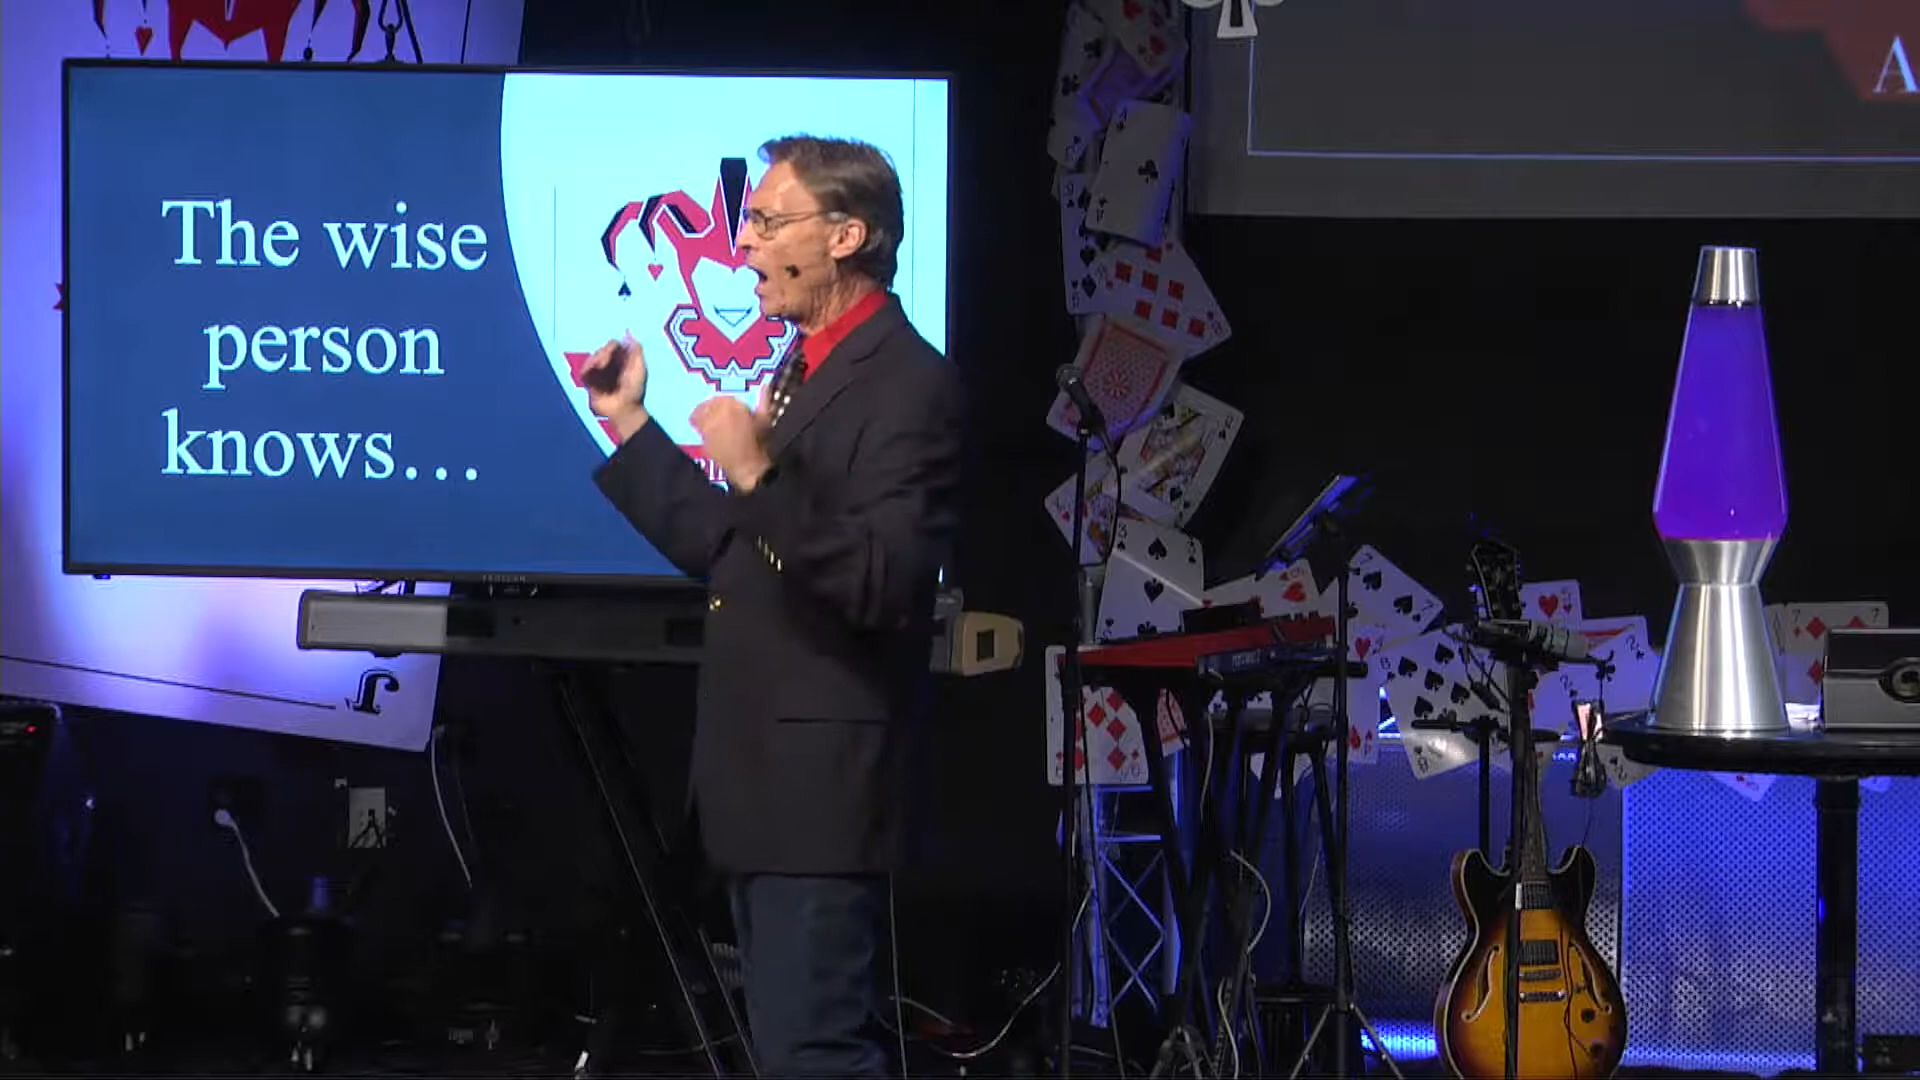 The wise
person
knows…
A
J